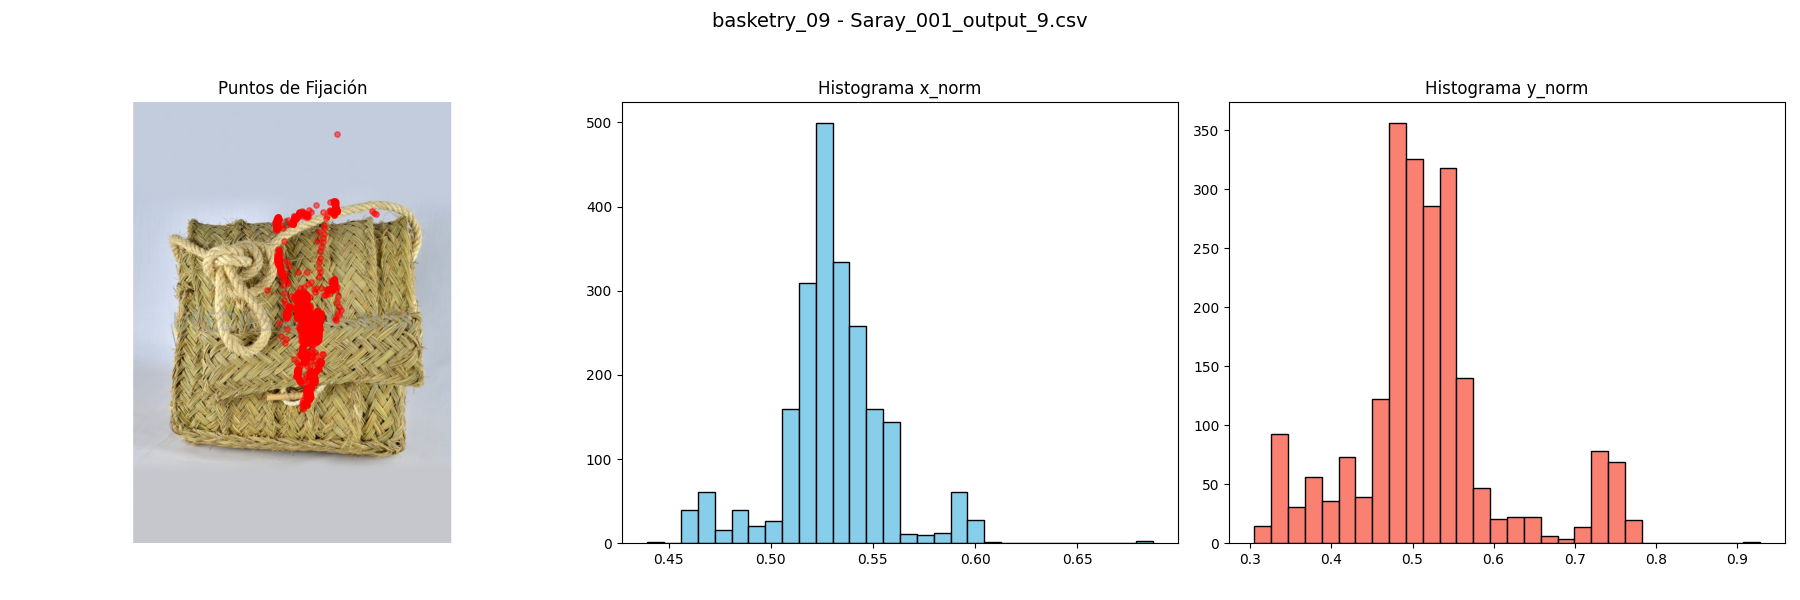 basketry_09 - Saray_001_output_9.csv
Puntos de Fijación
Histograma x_norm
500
400
300
200
100
0
0.45 0.50 0.55 0.60 0.65
Histograma y_norm
350
300
250
200
150
100
50
0
0.3 0.4 0.5 0.6 0.7 0.8 0.9